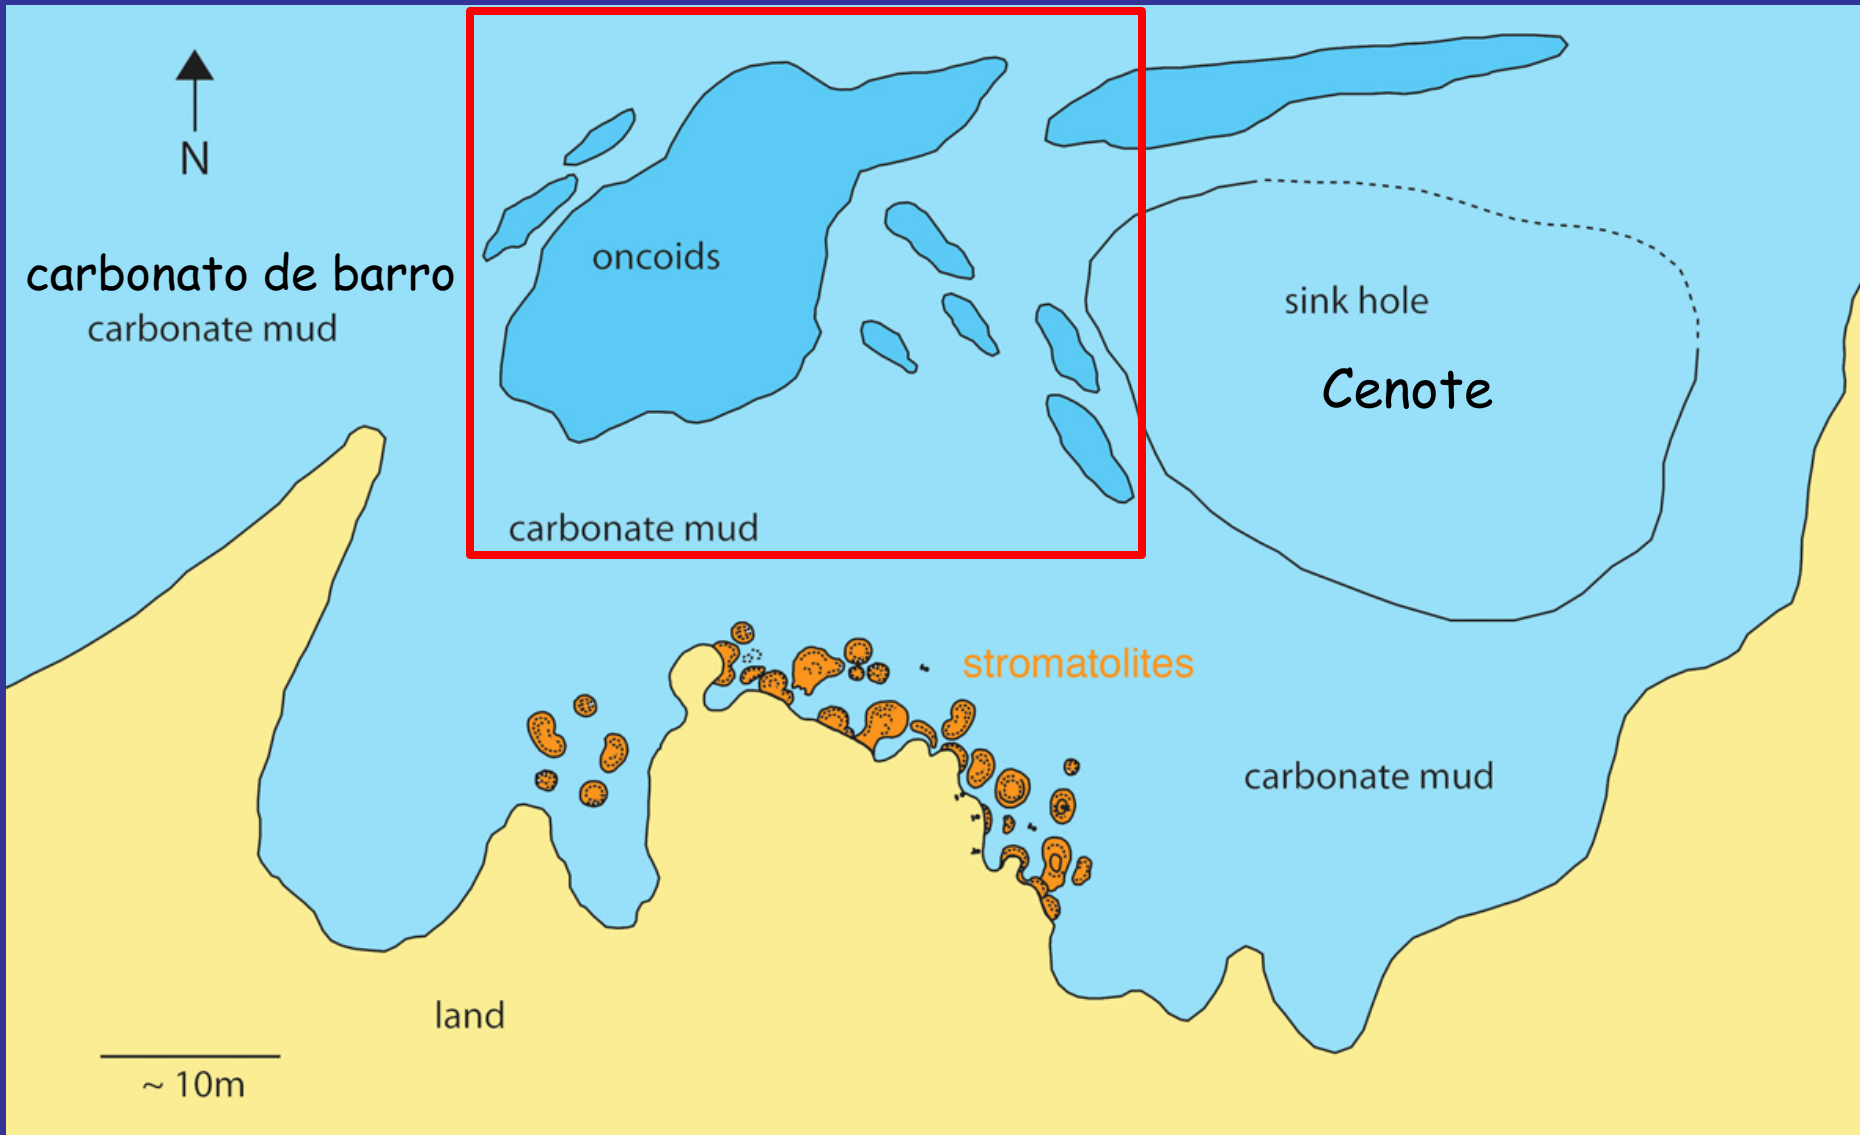 N
carbonato de barro
carbonate mud
oncoids
sink hole
Cenote
carbonate mud
stromatolites
carbonate mud
land
~ 10m